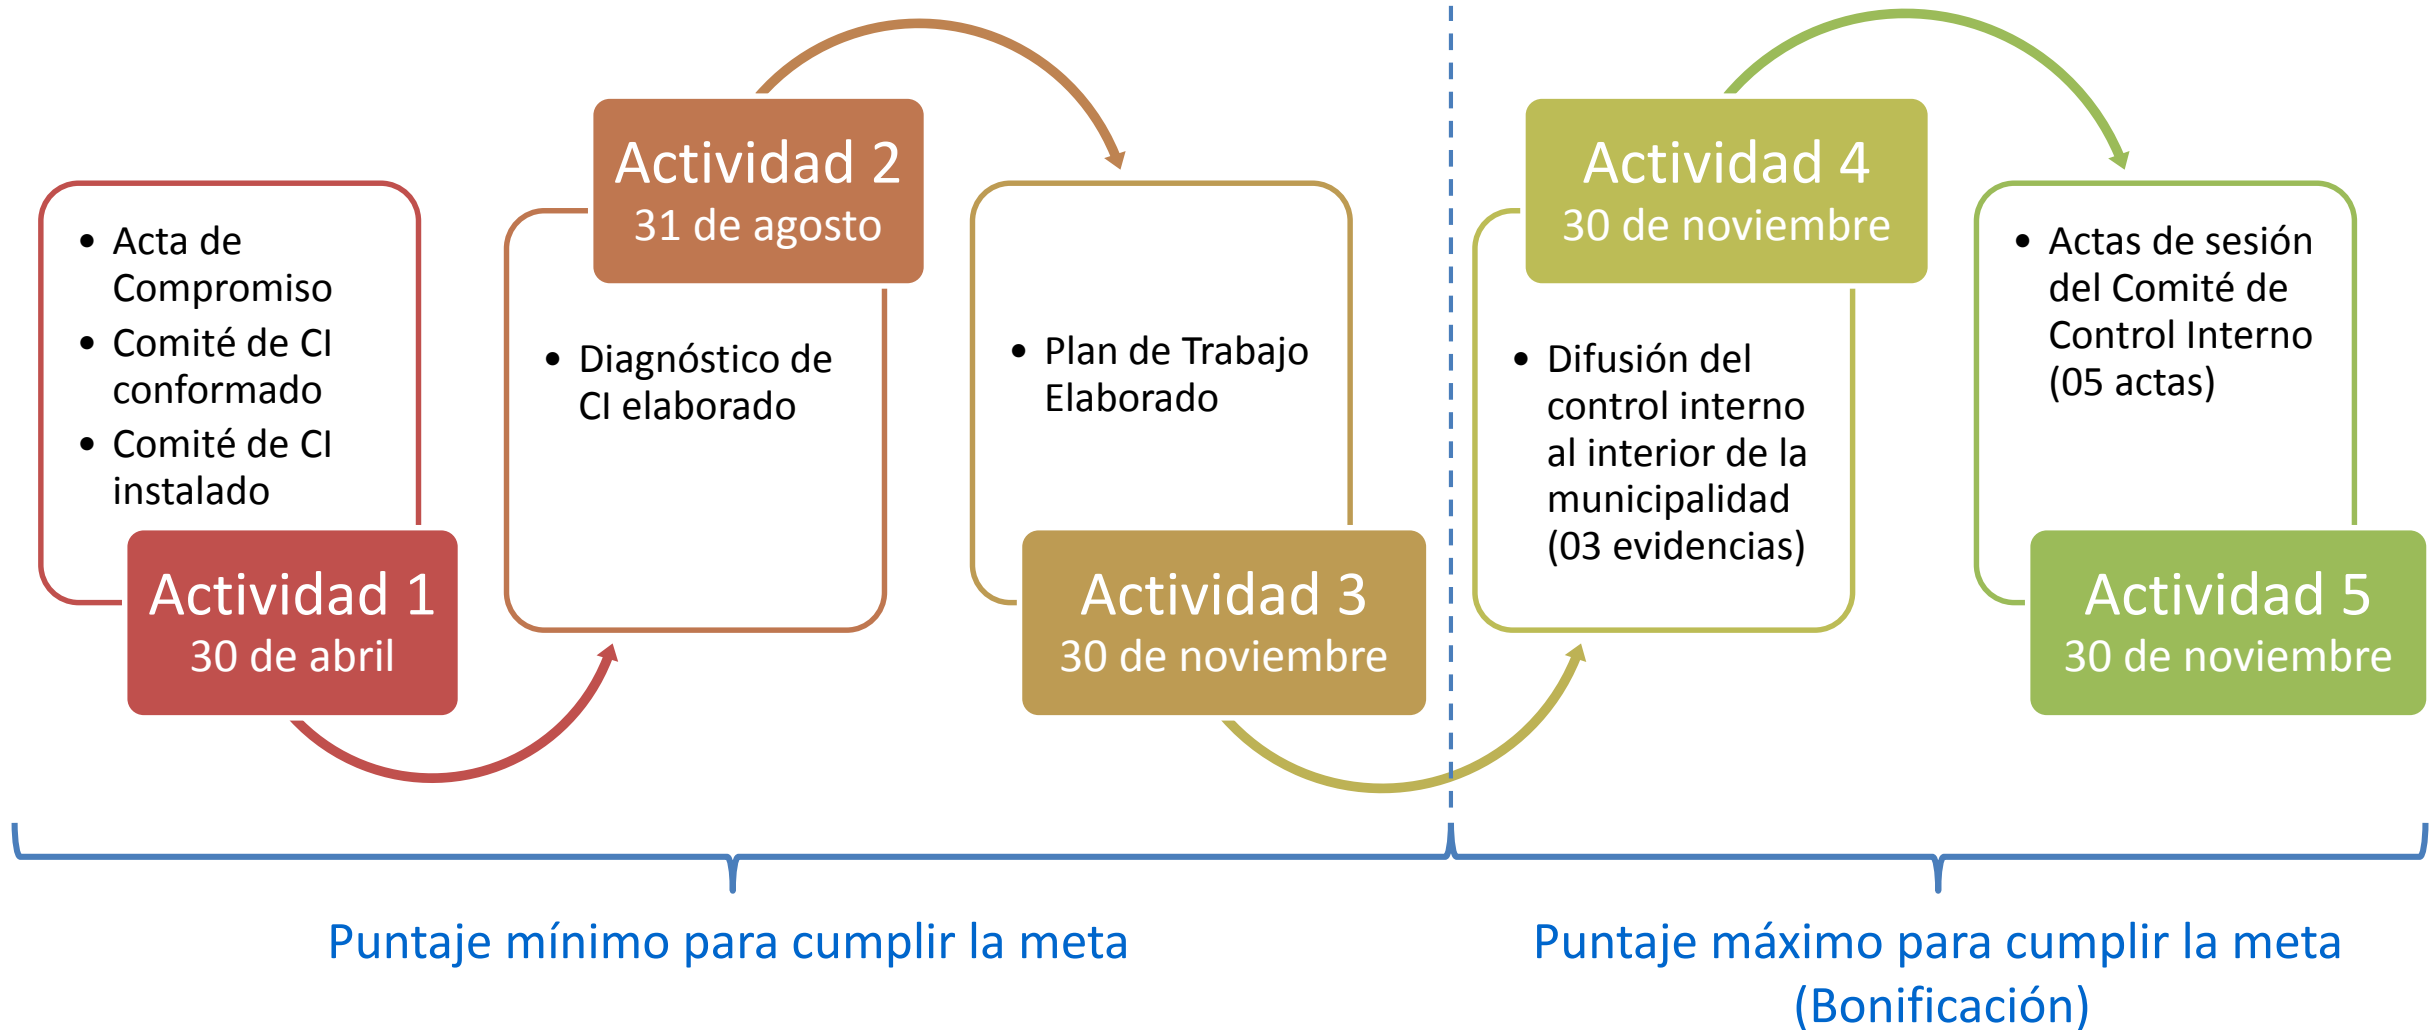 • Acta de
Compromiso
• Comité de CI
conformado
• Comité de CI
instalado
Actividad 1
30 de abril
Actividad 2
31 de agosto
• Diagnóstico de
CI elaborado
• Plan de Trabajo
Elaborado
Actividad 3
30 de noviembre
Actividad 4
30 de noviembre
• Difusión del
control interno
al interior de la
municipalidad
(03 evidencias)
• Actas de sesión
del Comité de
Control Interno
(05 actas)
Actividad 5
30 de noviembre
Puntaje mínimo para cumplir la meta
Puntaje máximo para cumplir la meta
(Bonificación)